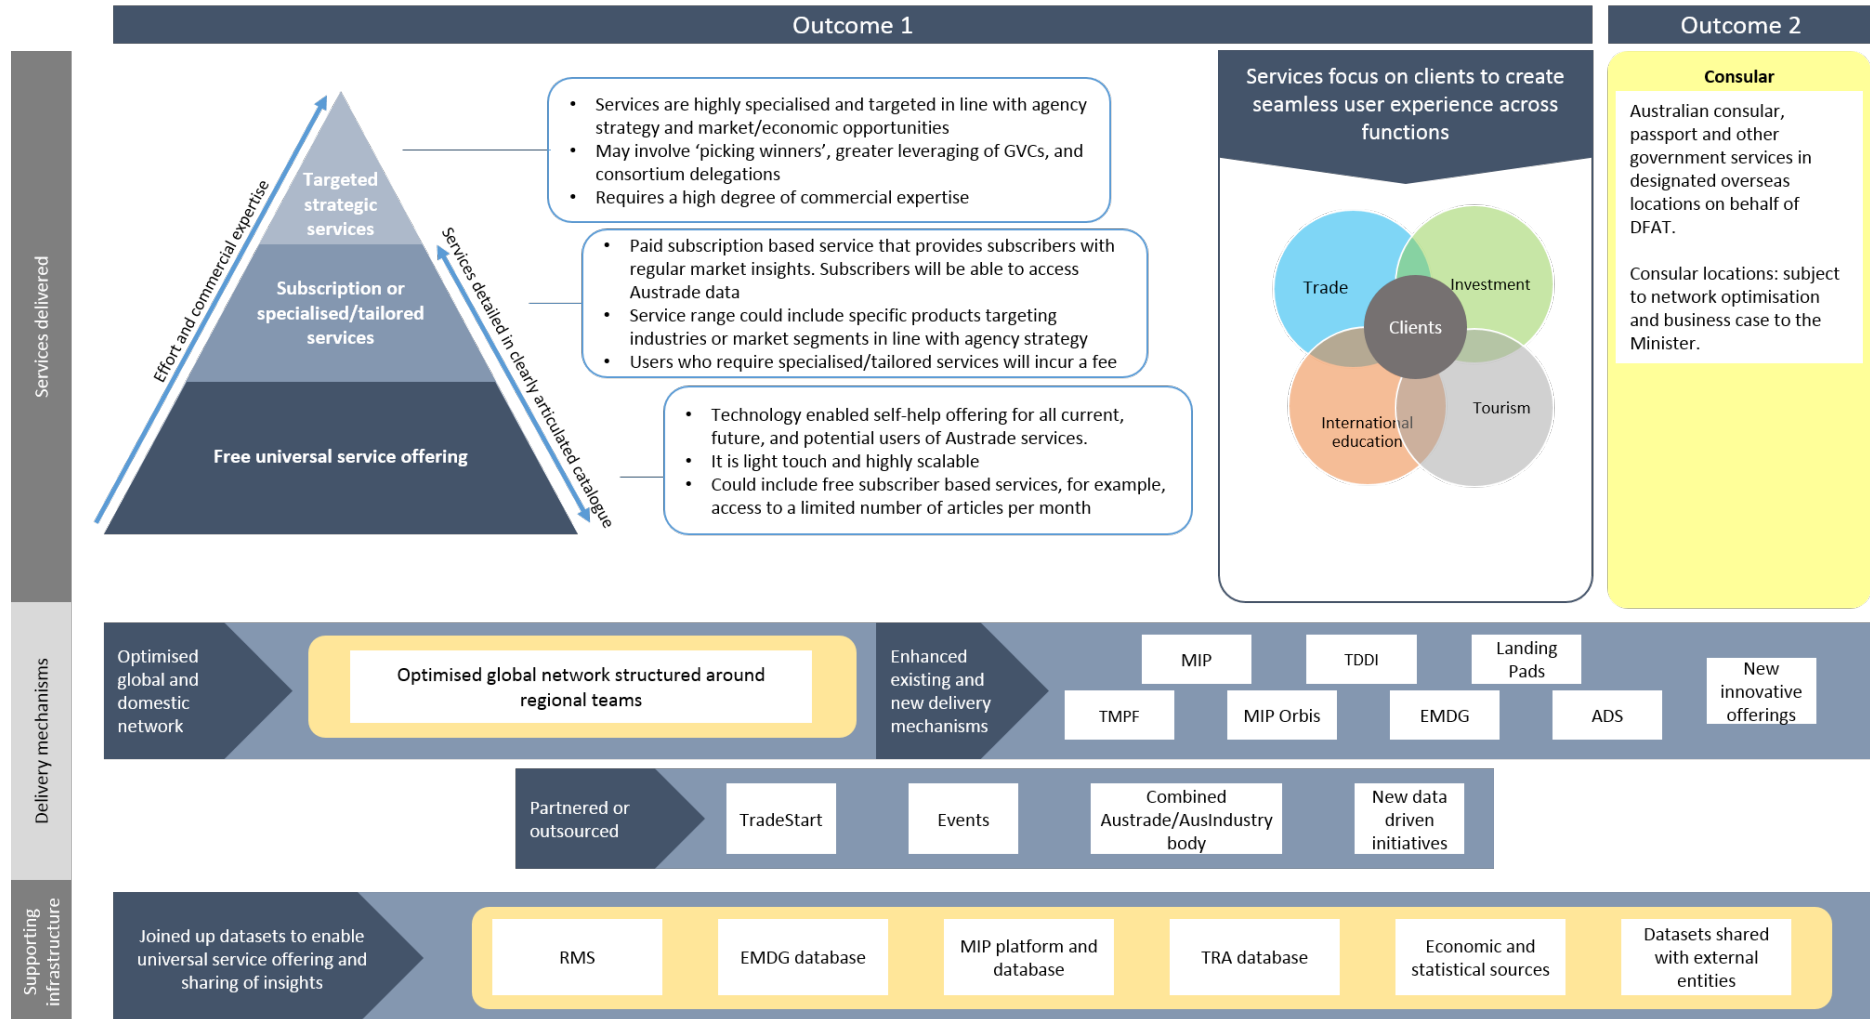 Outcome 1
Outcome 2
Services delivered
Effort and commercial expertise
Targeted
strategic
services
Subscription or
specialised/tailored
services
Free universal service offering
Services detailed in clearly articulated catalogue
• Services are highly specialised and targeted in line with agency
strategy and market/economic opportunities
• May involve ‘picking winners’, greater leveraging of GVCs, and
consortium delegations
• Requires a high degree of commercial expertise
• Paid subscription based service that provides subscribers with
regular market insights. Subscribers will be able to access
Austrade data
• Service range could include specific products targeting
industries or market segments in line with agency strategy
• Users who require specialised/tailored services will incur a fee
• Technology enabled self-help offering for all current,
future, and potential users of Austrade services.
• It is light touch and highly scalable
• Could include free subscriber based services, for example,
access to a limited number of articles per month
Services focus on clients to create
seamless user experience across
functions
Trade
Investment
Clients
International
education
Tourism
Consular
Australian consular,
passport and other
government services in
designated overseas
locations on behalf of
DFAT.
Consular locations: subject
to network optimisation
and business case to the
Minister.
Delivery mechanisms
Optimised
global and
domestic
network
Optimised global network structured around
regional teams
Enhanced
existing and
new delivery
mechanisms
MIP
TDDI
Landing
Pads
TMPF
MIP Orbis
EMDG
ADS
New
innovative
offerings
Partnered or
outsourced
TradeStart
Events
Combined
Austrade/AusIndustry
body
New data
driven
initiatives
Supporting
infrastructure
Joined up datasets to enable
universal service offering and
sharing of insights
RMS
EMDG database
MIP platform and
database
TRA database
Economic and
statistical sources
Datasets shared
with external
entities